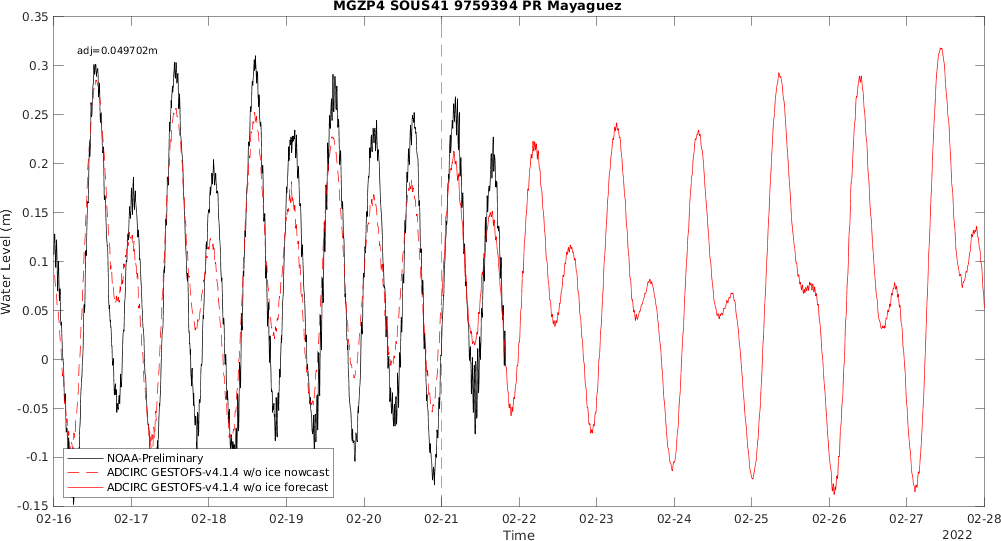 MGZP4 SOUS41 9759394 PR Mayaguez
0.35
adj=0.049702m
0.3
0.25
0.2
0.15
0.1
0.05
0
-0.05
-0.1
-0.15
Water Level (m)
NOAA-Preliminary
ADCIRC GESTOFS-v4.1.4 w/o ice nowcast
ADCIRC GESTOFS-v4.1.4 w/o ice forecast
02-16 02-17 02-18 02-19 02-20 02-21 02-22 02-23 02-24 02-25 02-26 02-27 02-28
Time
2022